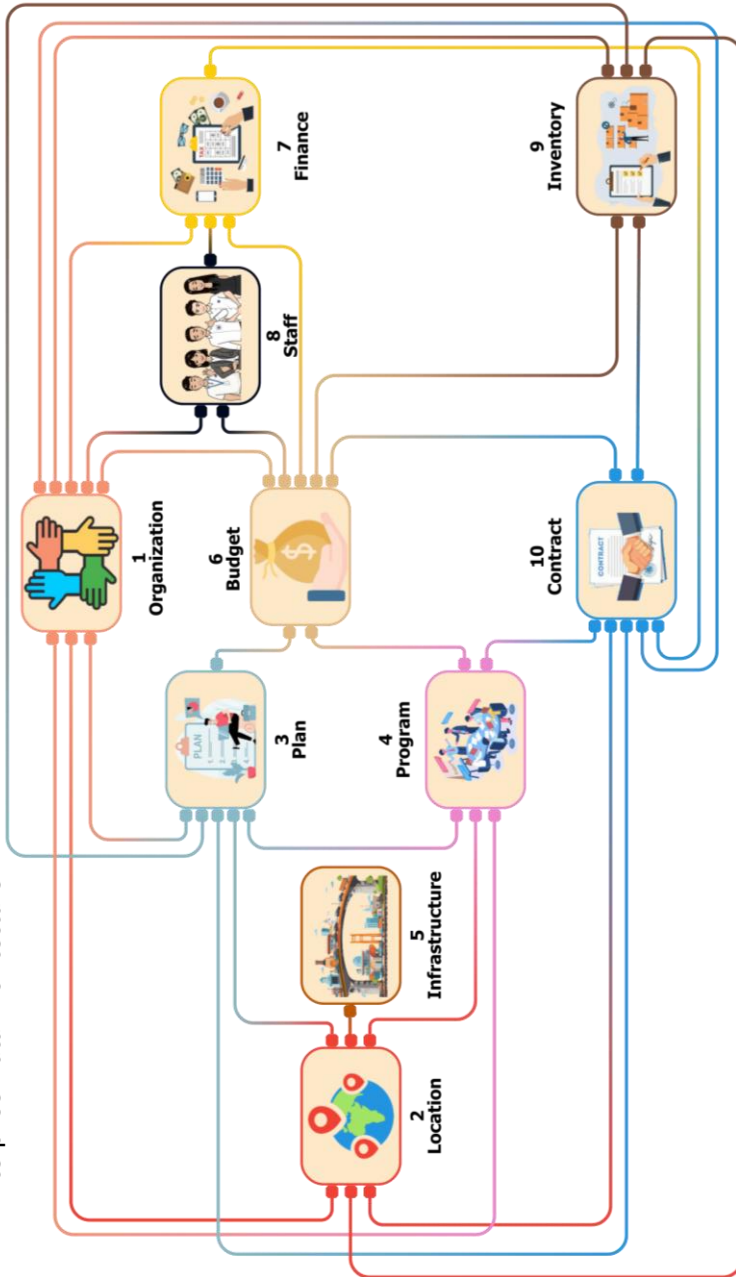 1
Organization
2
Location
3
Plan
PLAN
4
Program
5
Infrastructure
6
Budget
$
7
Finance
TAX
8
Staff
9
Inventory
10
Contract
CONTRACT